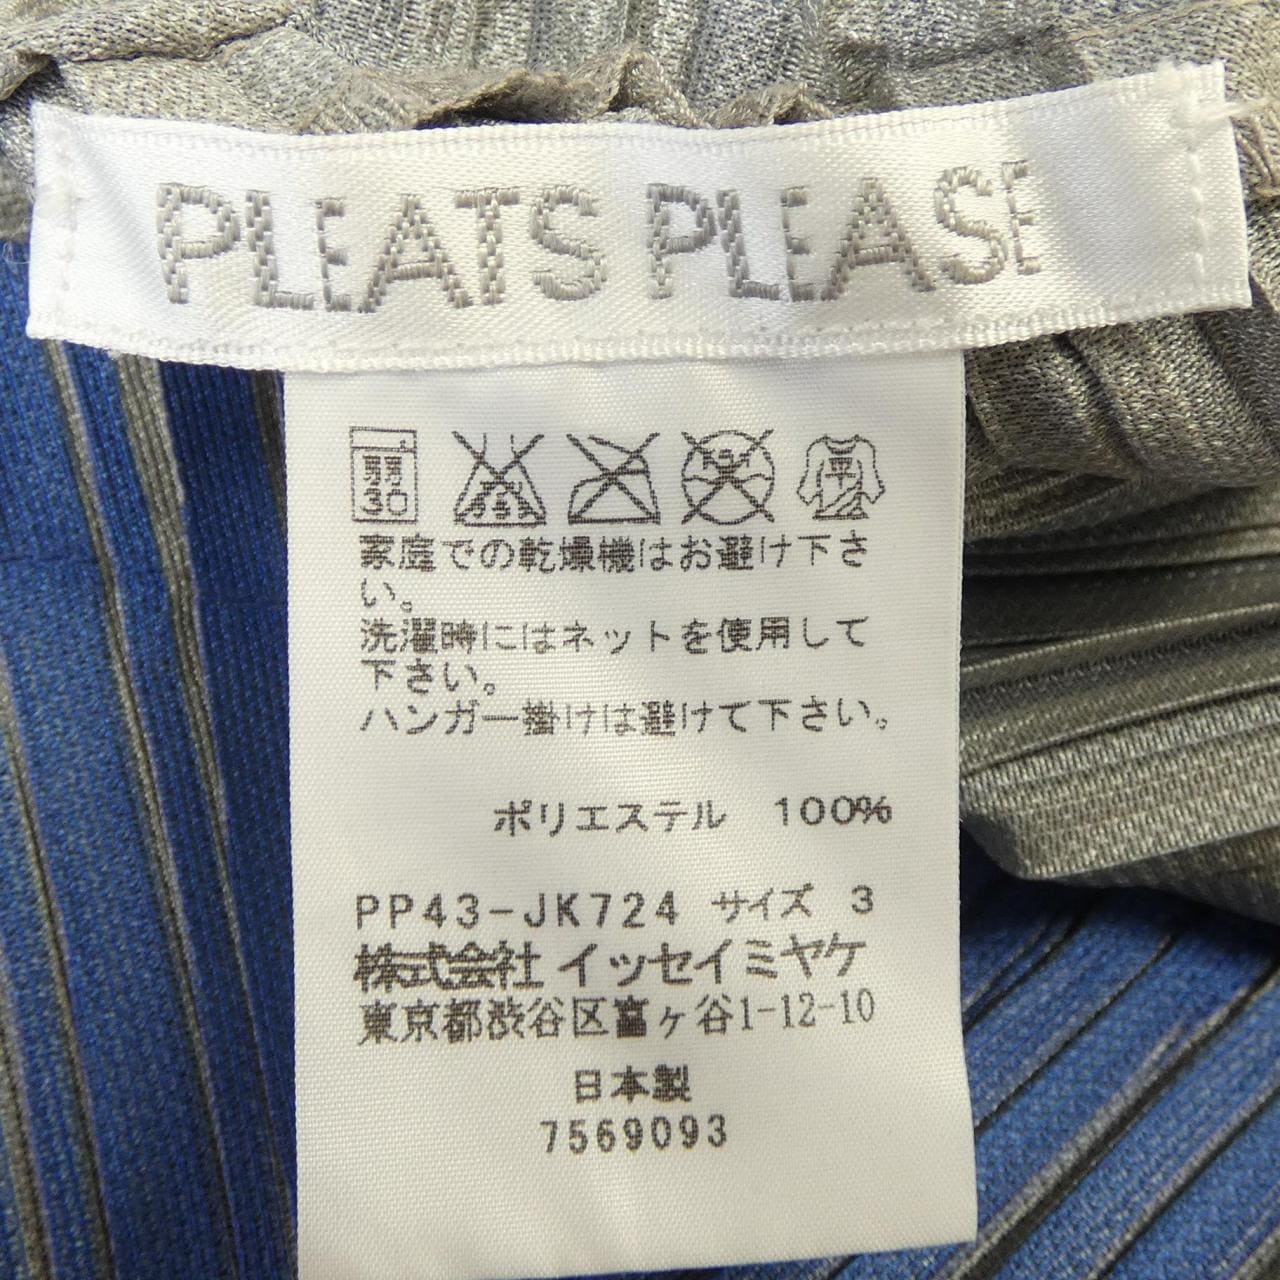 PLEATS PLEASE
弱
30
家庭での乾燥機はお避け下さ
い。
洗濯時にはネットを使用して
下さい。
ハンガー掛けは避けて下さい。
ポリエステル 100%
PP43-JK724 サイズ 3
株式会社 イッセイミヤケ
東京都渋谷区富ヶ谷1-12-10
日本製
7569093